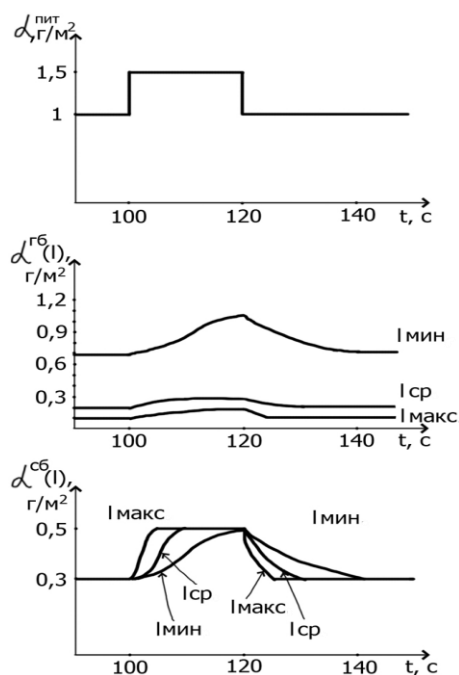 α, пит г/м²
1,5
1
100 120 140
t, с
α гб (I),
г/м²
1,2
0,9
0,6
0,3
Iмин
Iср
Iмакс
100 120 140 t, с
α сб (I),
г/м²
0,5
0,3
Iмакс
Iмин
Iср
Iмин
Iмакс
Iср
100 120 140 t, с